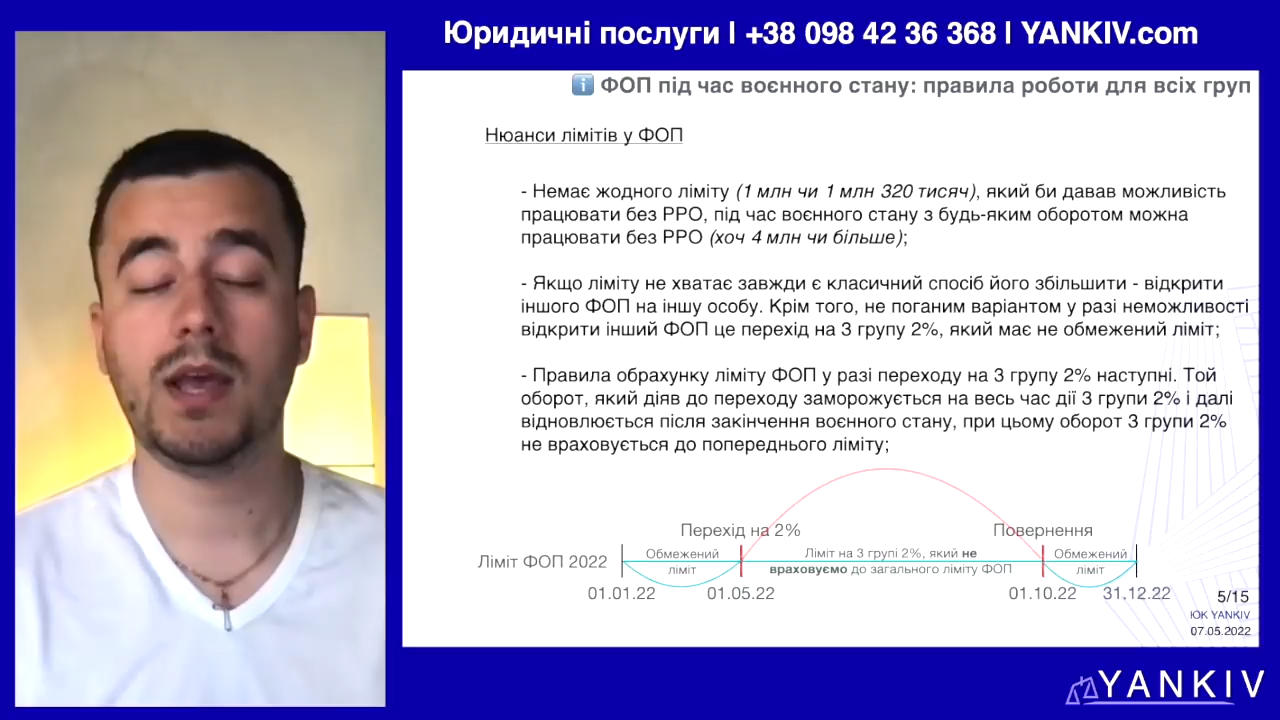 Юридичні послуги | +38 098 42 36 368 | YANKIV.com
ФОП під час воєнного стану: правила роботи для всіх груп
Нюанси лімітів у ФОП
- Немає жодного ліміту (1 млн чи 1 млн 320 тисяч), який би давав можливість
працювати без РРО, під час воєнного стану з будь-яким оборотом можна
працювати без РРО (хоч 4 млн чи більше);
- Якщо ліміту не хватає завжди є класичний спосіб його збільшити - відкрити
іншого ФОП на іншу особу. Крім того, не поганим варіантом у разі неможливості
відкрити інший ФОП це перехід на 3 групу 2%, який має не обмежений ліміт;
- Правила обрахунку ліміту ФОП у разі переходу на 3 групу 2% наступні. Той
оборот, який діяв до переходу заморожується на весь час дії 3 групи 2% і далі
відновлюється після закінчення воєнного стану, при цьому оборот 3 групи 2%
не враховується до попереднього ліміту;
Перехід на 2% Повернення
Ліміт ФОП 2022
Обмежений
ліміт
Ліміт на 3 групі 2%, який не
враховуємо до загального ліміту ФОП
Обмежений
ліміт
01.01.22 01.05.22 01.10.22 31.12.22
5/15
ЮК YANKIV
07.05.2022
YANKIV